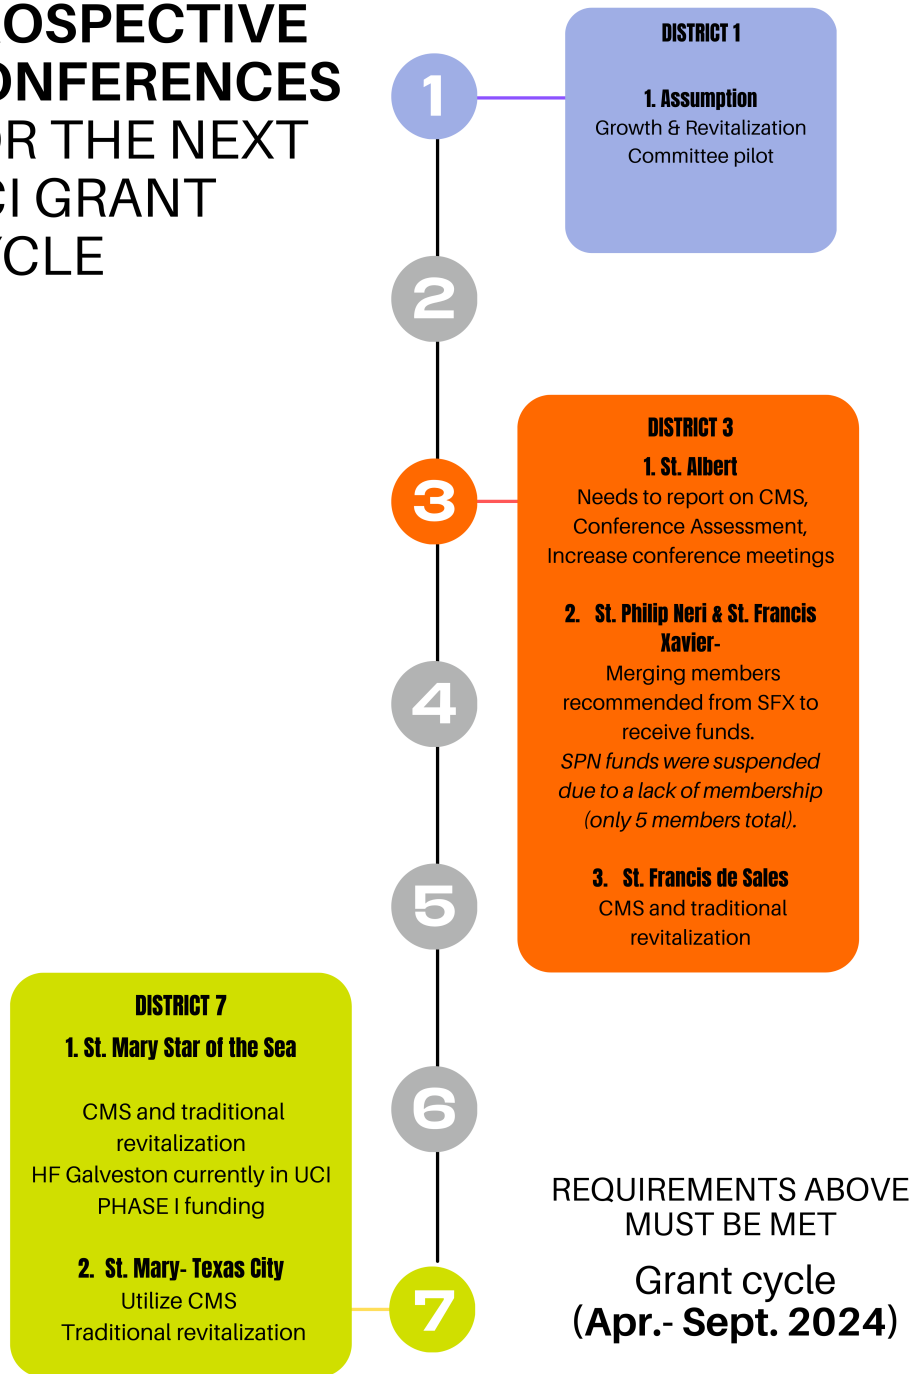 ROSPECTIVE
ONFERENCES
OR THE NEXT
CI GRANT
YCLE
1
DISTRICT 1
1. Assumption
Growth & Revitalization
Committee pilot
2
3
DISTRICT 3
1. St. Albert
Needs to report on CMS,
Conference Assessment,
Increase conference meetings
2. St. Philip Neri & St. Francis
Xavier-
Merging members
recommended from SFX to
receive funds.
SPN funds were suspended
due to a lack of membership
(only 5 members total).
3. St. Francis de Sales
CMS and traditional
revitalization
4
5
6
DISTRICT 7
1. St. Mary Star of the Sea
CMS and traditional
revitalization
HF Galveston currently in UCI
PHASE I funding
2. St. Mary- Texas City
Utilize CMS
Traditional revitalization
7
REQUIREMENTS ABOVE
MUST BE MET
Grant cycle
(Apr.- Sept. 2024)